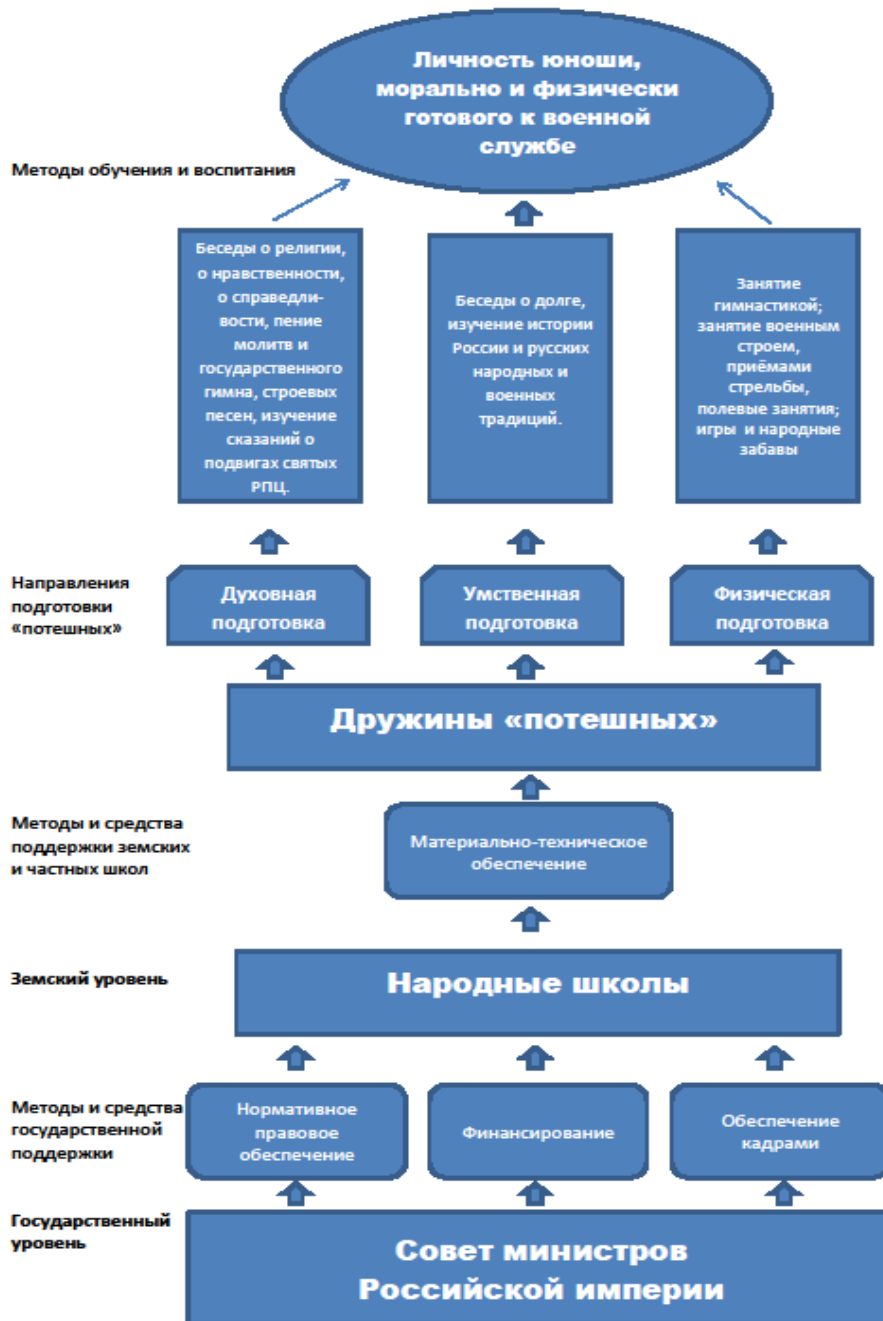 Личность юноши,
морально и физически
готового к военной
службе
Методы обучения и воспитания
Беседы о религии,
о нравственности,
о справедли-
вости, пение
молитв и
государственного
гимна, строевых
песен, изучение
сказаний о
подвигах святых
РПЦ.
Беседы о долге,
изучение истории
России и русских
народных и
военных
традиций.
Занятие
гимнастикой;
занятие военным
строем,
приёмами
стрельбы,
полевые занятия;
игры и народные
забавы
Направления
подготовки
«потешных»
Духовная
подготовка
Умственная
подготовка
Физическая
подготовка
Дружины «потешных»
Методы и средства
поддержки земских
и частных школ
Материально-техническое
обеспечение
Земский уровень
Народные школы
Методы и средства
государственной
поддержки
Нормативное
правовое
обеспечение
Финансирование
Обеспечение
кадрами
Государственный
уровень
Совет министров
Российской империи